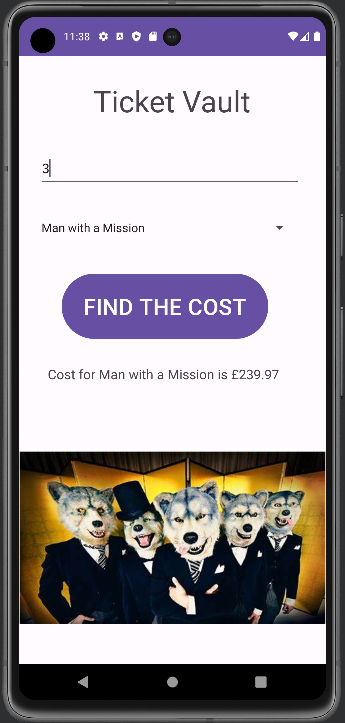 11:38
Ticket Vault
3
Man with a Mission
FIND THE COST
Cost for Man with a Mission is £239.97